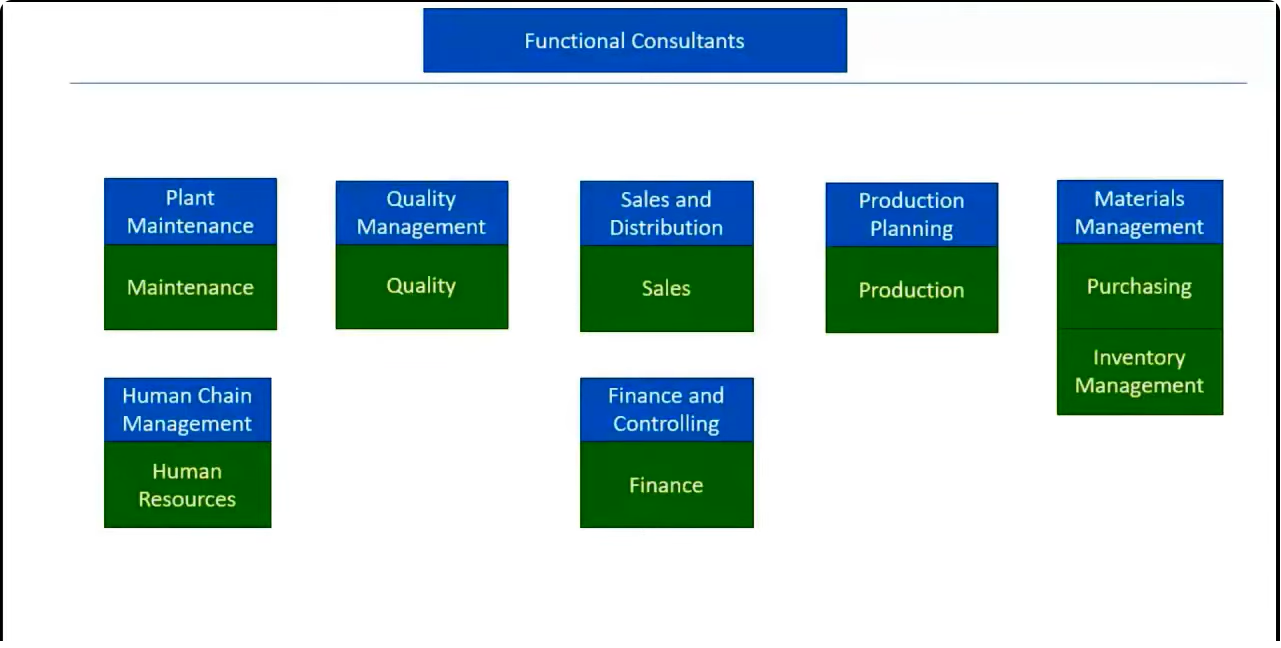 Functional Consultants
Plant
Maintenance
Maintenance
Quality
Management
Quality
Sales and
Distribution
Sales
Production
Planning
Production
Materials
Management
Purchasing
Inventory
Management
Human Chain
Management
Human
Resources
Finance and
Controlling
Finance